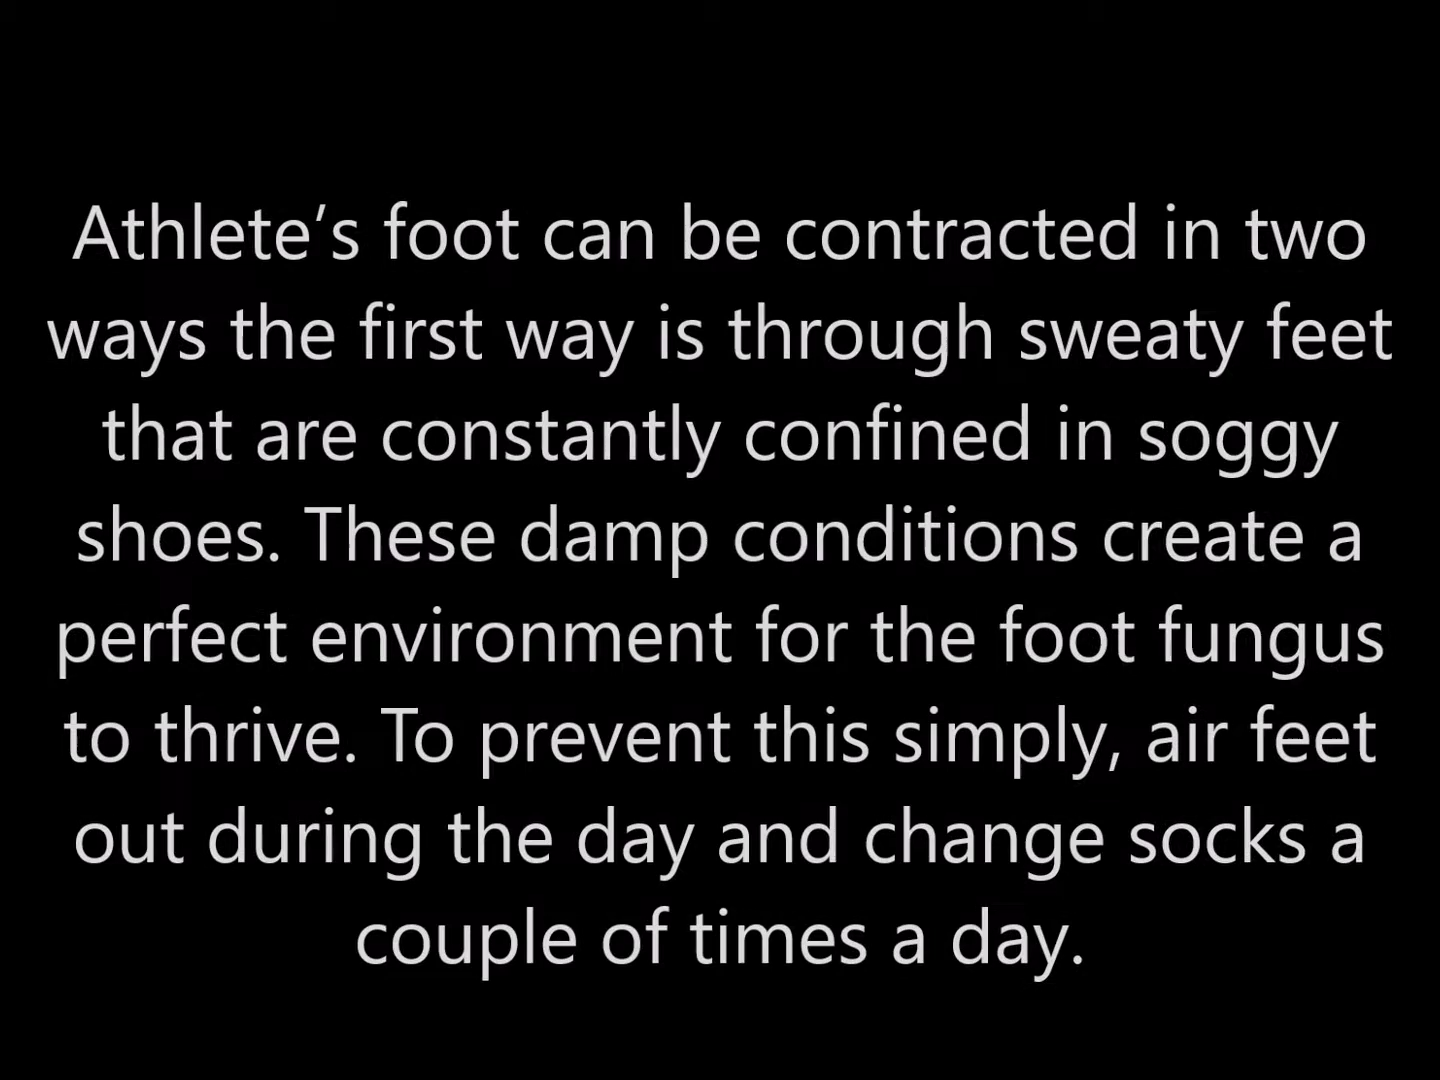 Athlete’s foot can be contracted in two
ways the first way is through sweaty feet
that are constantly confined in soggy
shoes. These damp conditions create a
perfect environment for the foot fungus
to thrive. To prevent this simply, air feet
out during the day and change socks a
couple of times a day.